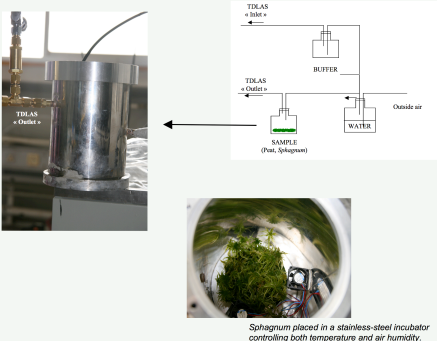 TDLAS
« Inlet »
BUFFER
TDLAS
« Outlet »
Outside air
WATER
SAMPLE
(Peat, Sphagnum)
TDLAS
« Outlet »
Sphagnum placed in a stainless-steel incubator
controlling both temperature and air humidity.